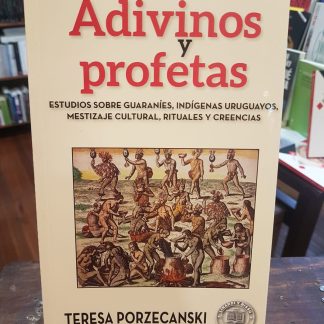 Adivinos
y
profetas
ESTUDIOS SOBRE GUARANÍES, INDÍGENAS URUGUAYOS,
MESTIZAJE CULTURAL, RITUALES Y CREENCIAS
TERESA PORZECANSKI